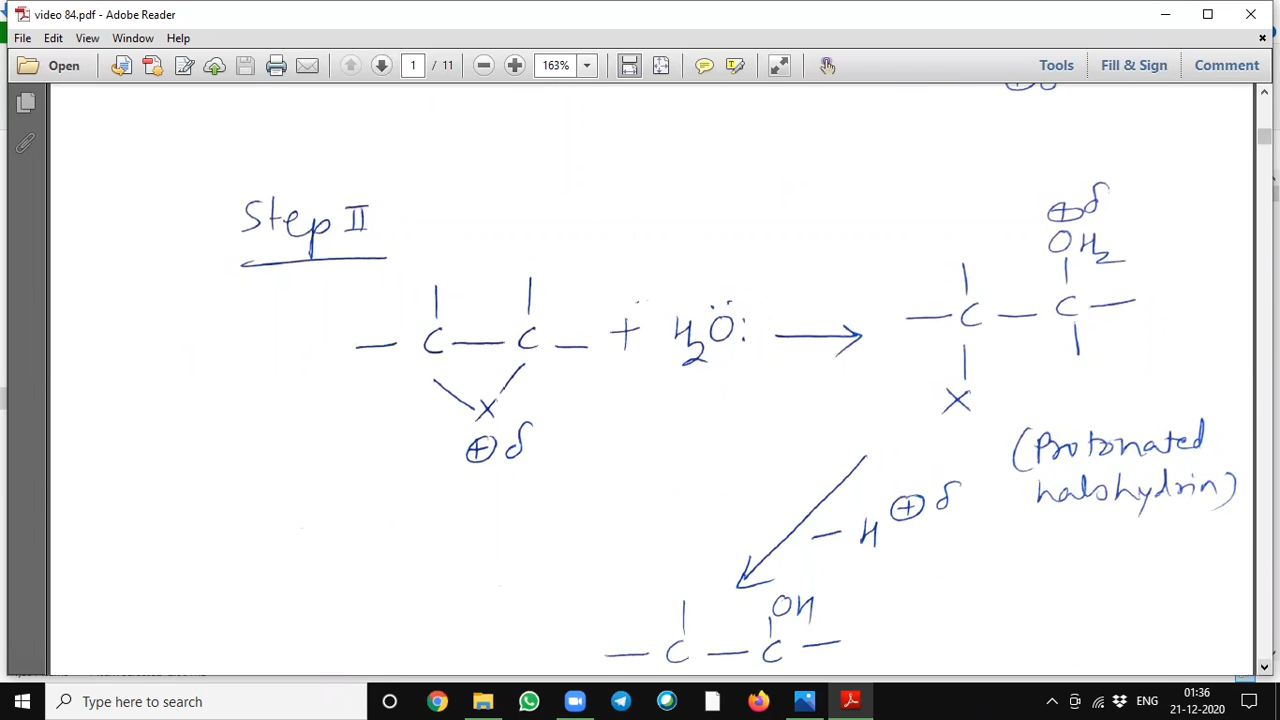 video 84.pdf - Adobe Reader
File Edit View Window Help
Open 1 / 11 163% Tools Fill & Sign Comment
Step II
⊕δ
OH2
— C — C — + H2O: ⟶ — C — C —
X X
⊕δ
(Protonated
halohydrin)
— H⊕δ
OH
— C — C —
Type here to search
ENG 01:36
21-12-2020